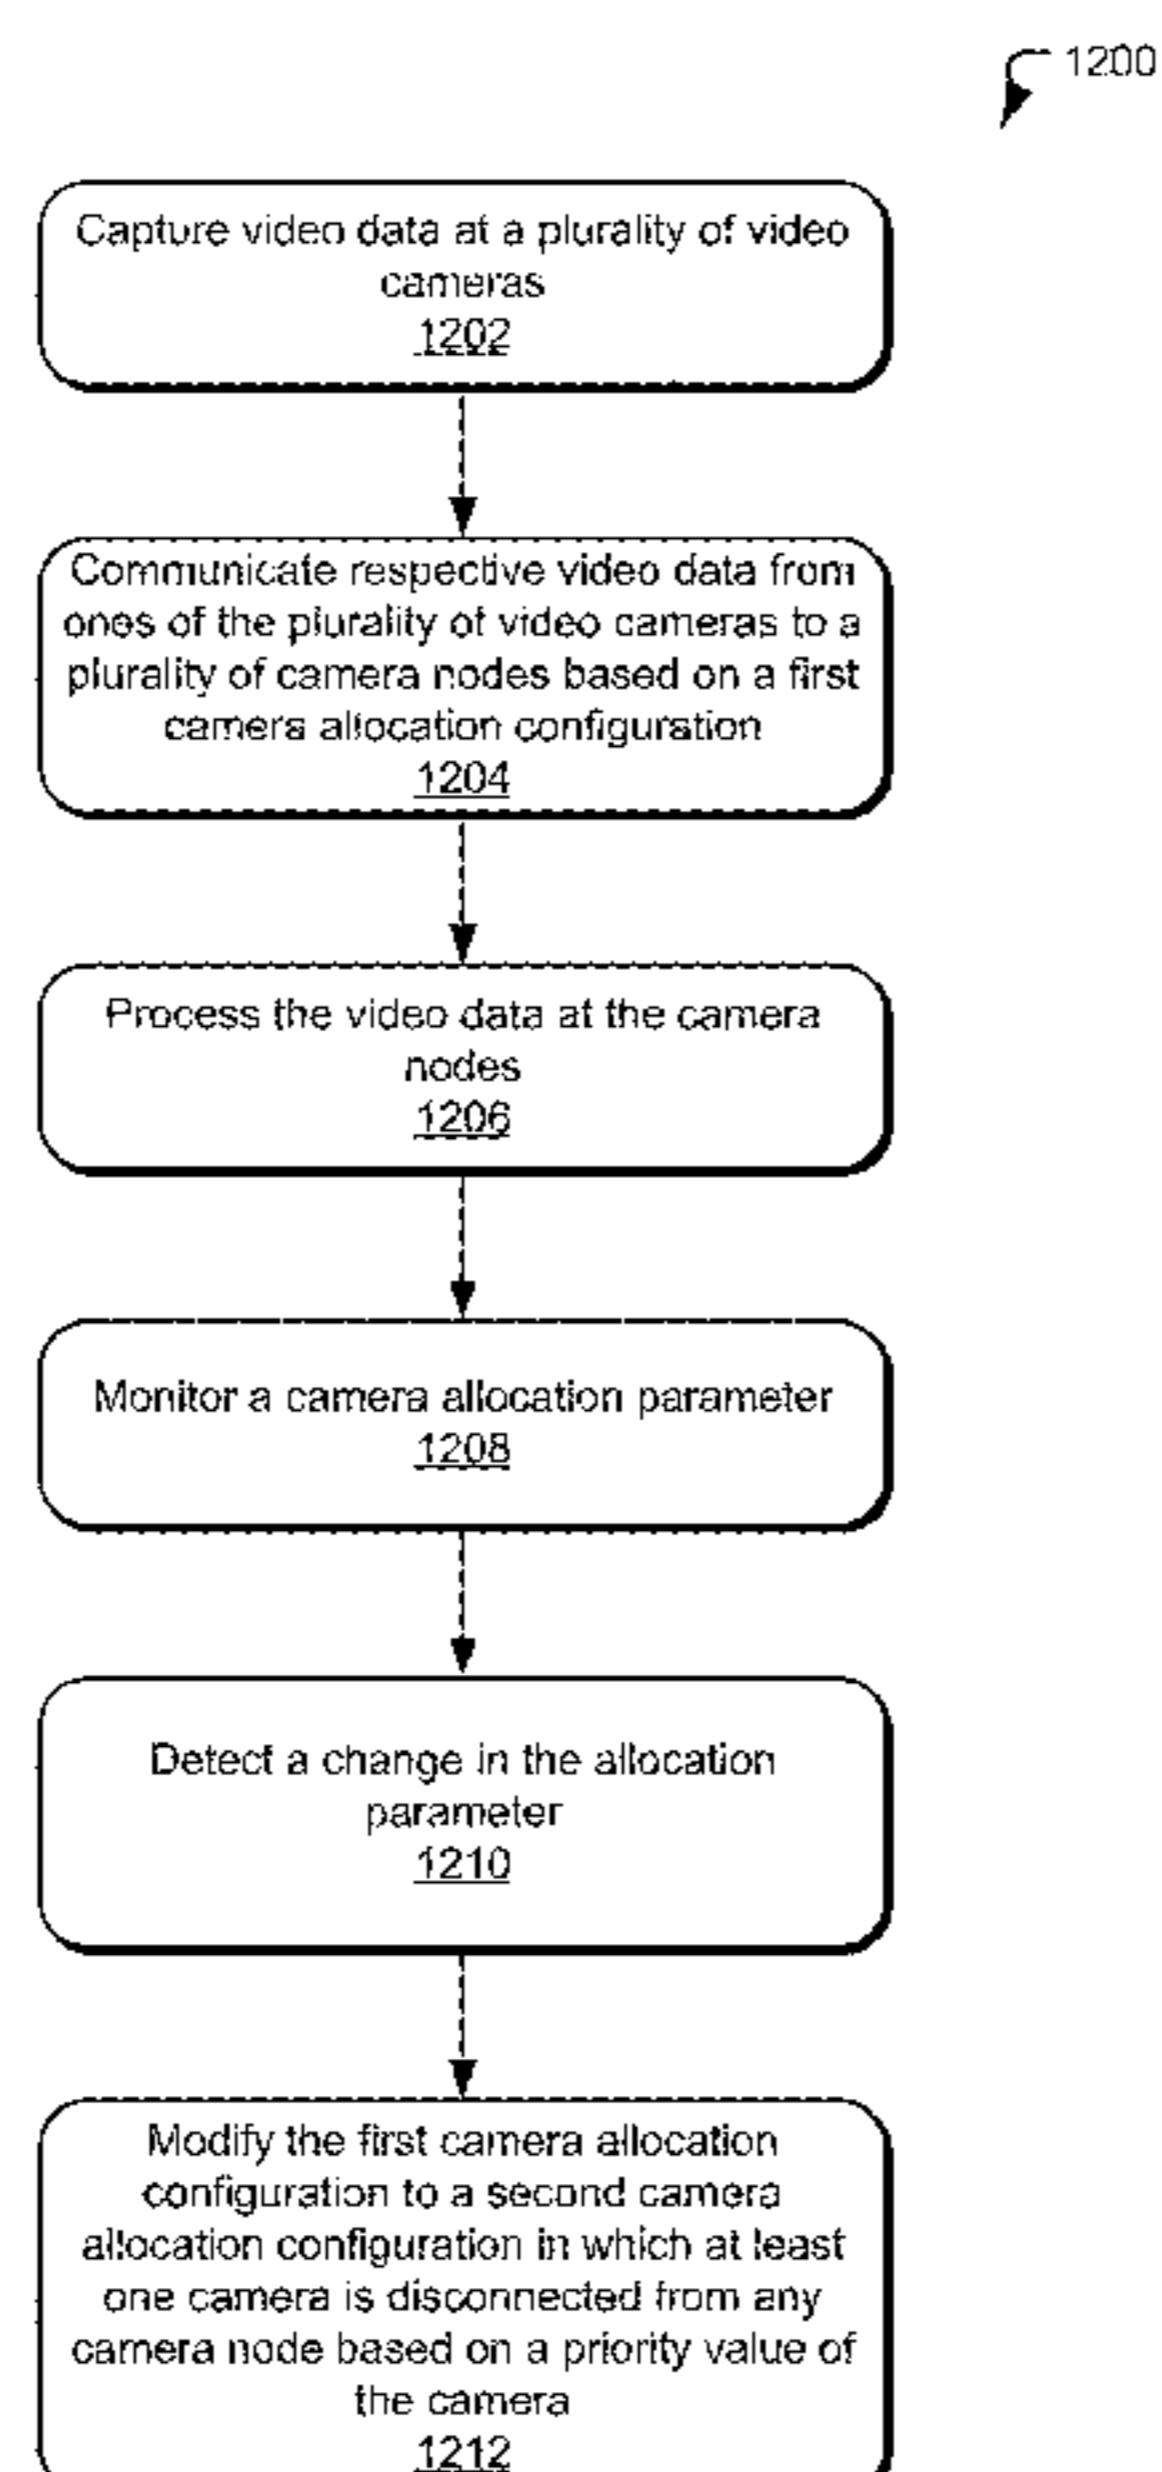 1200
Capture video data at a plurality of video
cameras
1202
Communicate respective video data from
ones of the plurality of video cameras to a
plurality of camera nodes based on a first
camera allocation configuration
1204
Process the video data at the camera
nodes
1206
Monitor a camera allocation parameter
1208
Detect a change in the allocation
parameter
1210
Modify the first camera allocation
configuration to a second camera
allocation configuration in which at least
one camera is disconnected from any
camera node based on a priority value of
the camera
1212